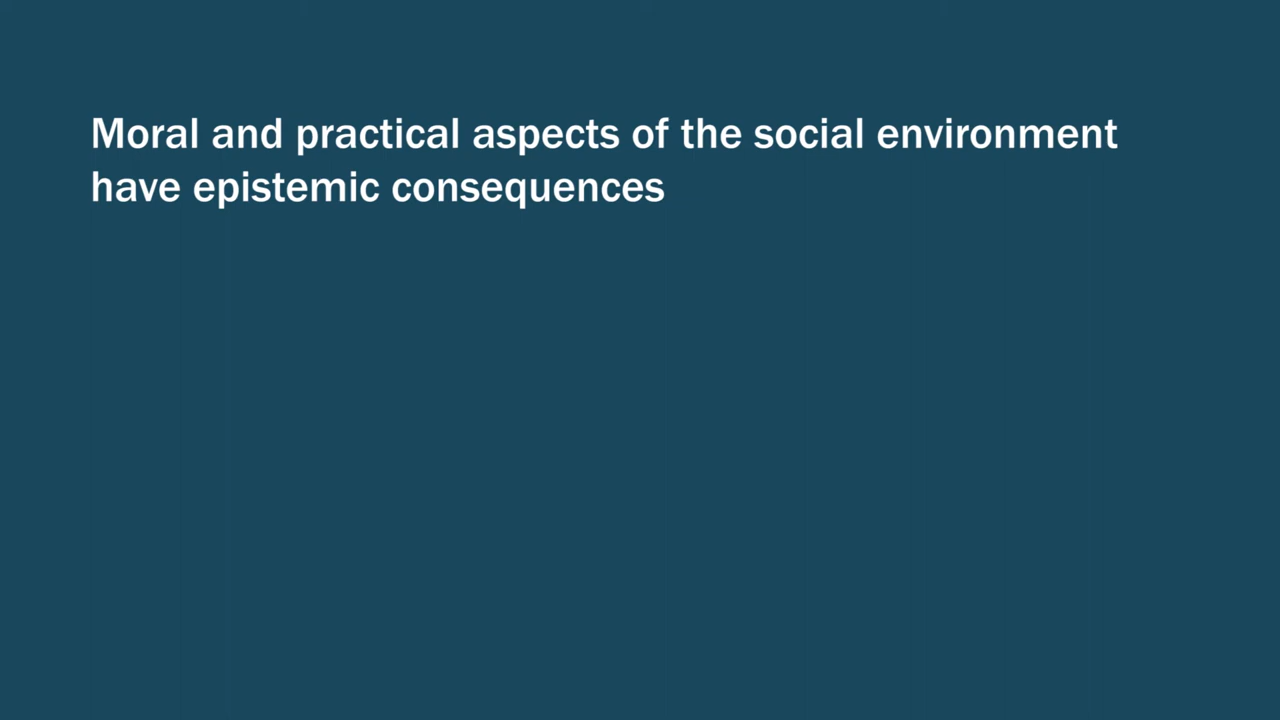 Moral and practical aspects of the social environment
have epistemic consequences